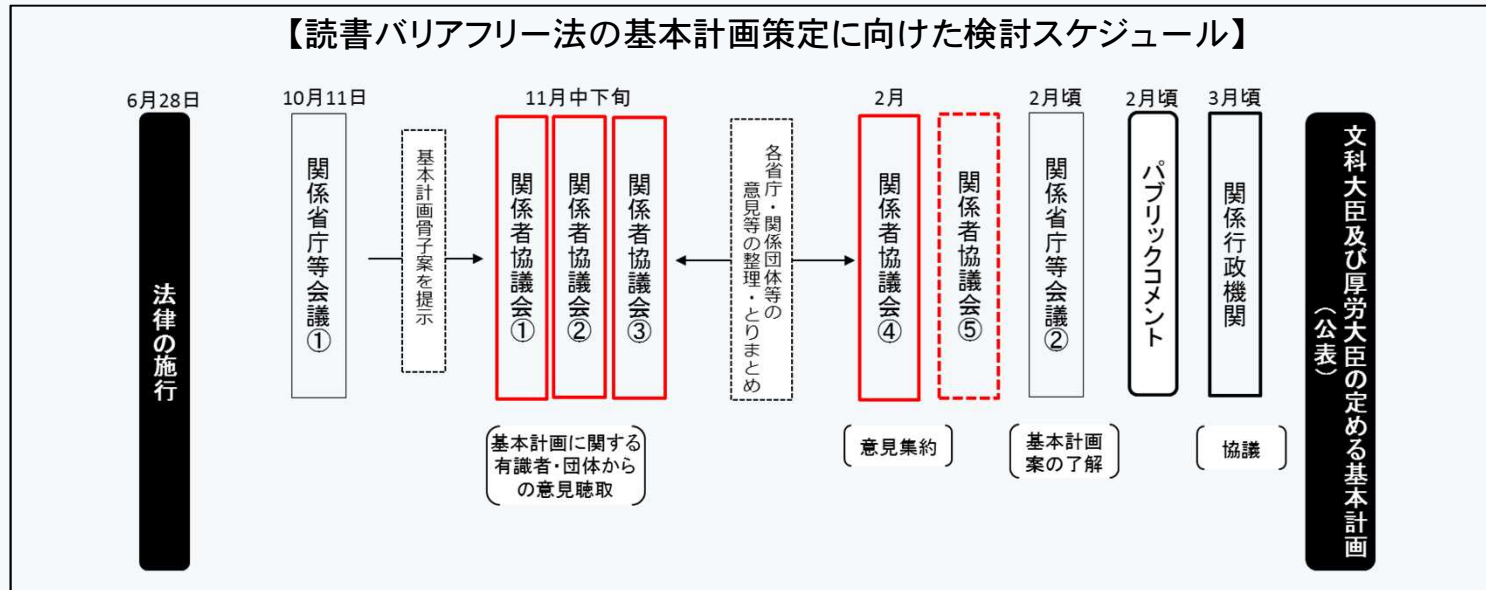 【読書バリアフリー法の基本計画策定に向けた検討スケジュール】
6月28日
法律の施行
10月11日
関係省庁等会議①
基本計画骨子案を提示
11月中下旬
関係者協議会①
関係者協議会②
関係者協議会③
基本計画に関する
有識者・団体から
の意見聴取
各省庁・関係団体等の
意見等の整理・とりまとめ
2月
関係者協議会④
意見集約
関係者協議会⑤
2月頃
関係省庁等会議②
基本計画
案の了解
2月頃
パブリックコメント
3月頃
関係行政機関
協議
文科大臣及び厚労大臣の定める基本計画
（公表）